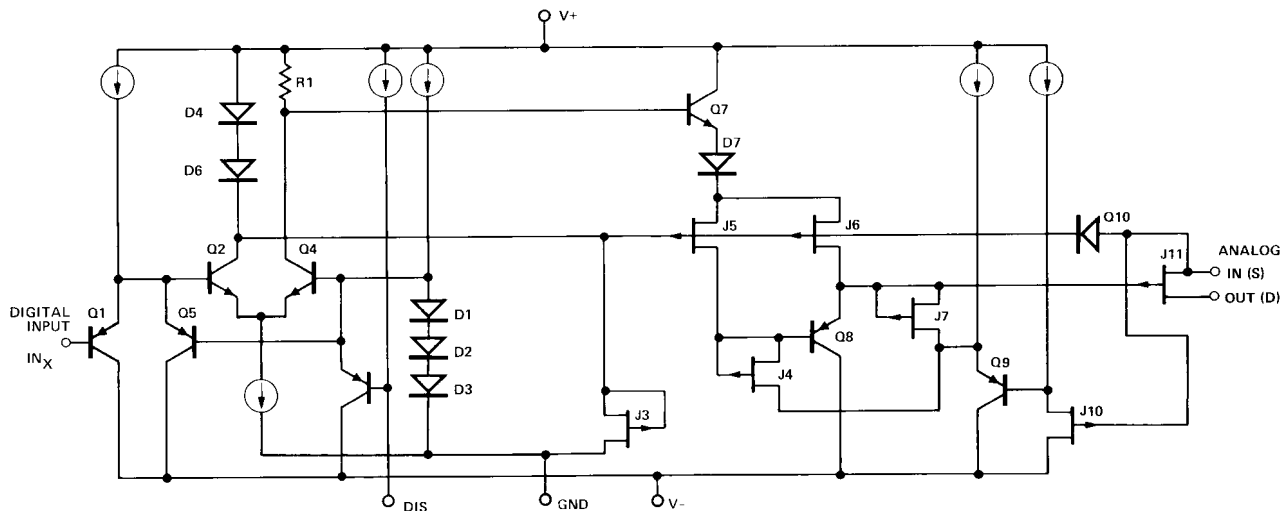 V+
R1
D4
D6
Q7
D7
J5
J6
Q10
J11
ANALOG
IN (S)
OUT (D)
Q2
Q4
DIGITAL
INPUT
INX
Q1
Q5
D1
D2
D3
J7
Q8
J4
Q9
J3
J10
DIS
GND
V-